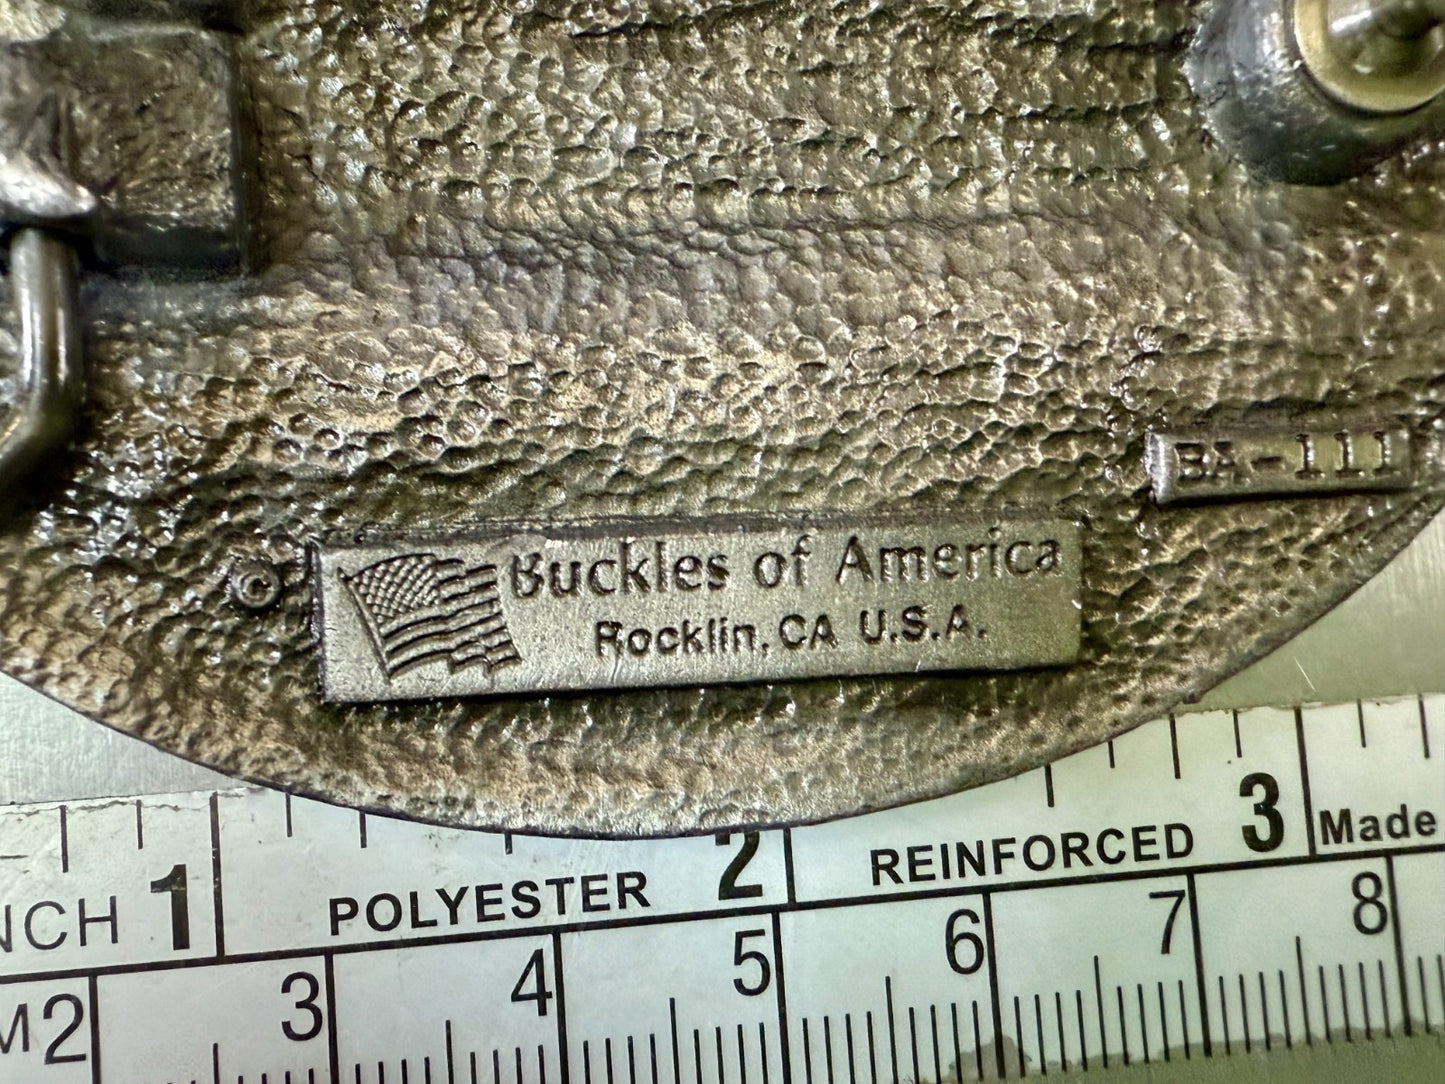 BA-111
©
Buckles of America
Rocklin, CA U.S.A.
NCH 1 POLYESTER 2 REINFORCED 3 Made
M 2 3 4 5 6 7 8